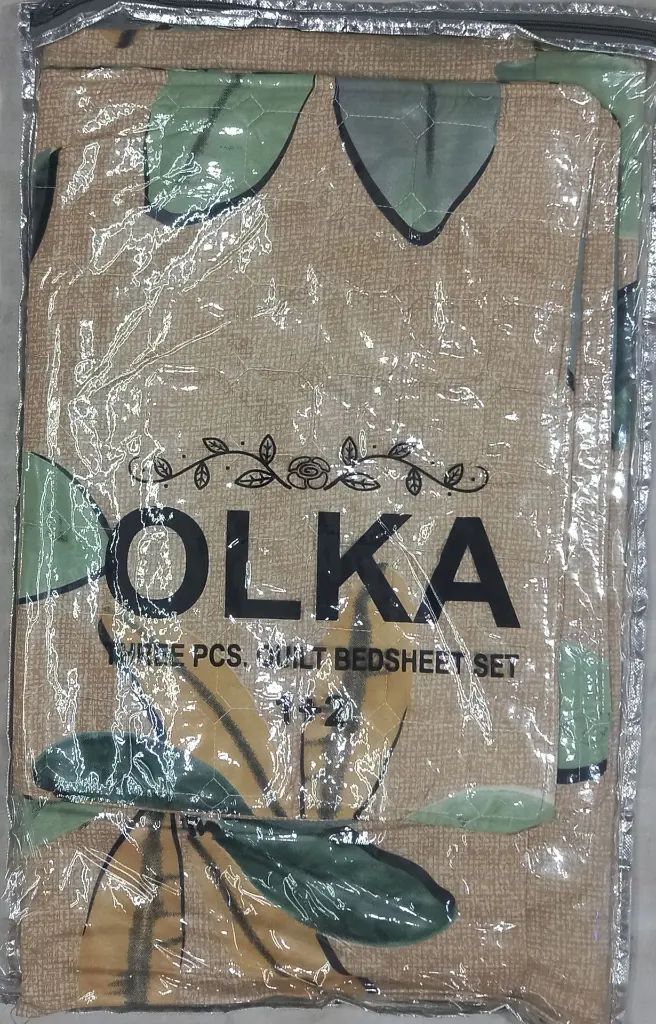 OLKA
THREE PCS. QUILT BEDSHEET SET
1+2